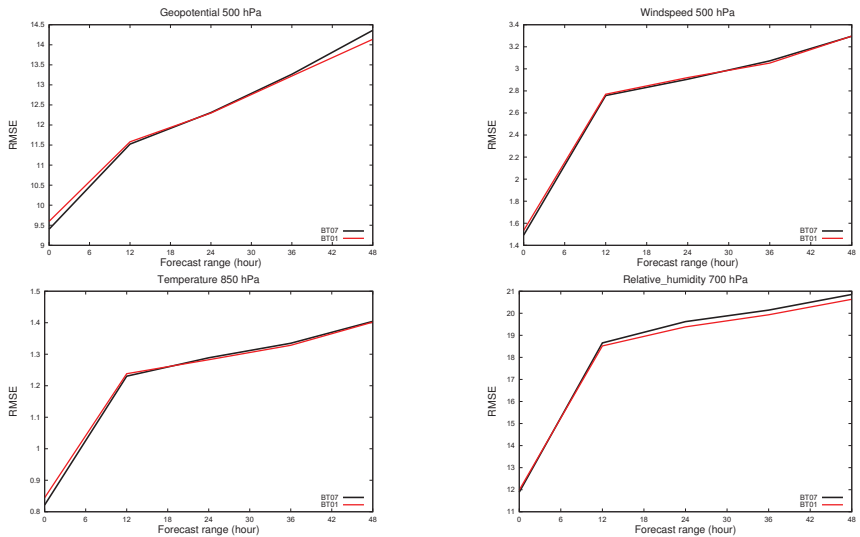 Geopotential 500 hPa
14.5
14
13.5
13
12.5
12
11.5
11
10.5
10
9.5
9
RMSE
0 6 12 18 24 30 36 42 48
Forecast range (hour)
BT07
BT01
Windspeed 500 hPa
3.4
3.2
3
2.8
2.6
2.4
2.2
2
1.8
1.6
1.4
RMSE
0 6 12 18 24 30 36 42 48
Forecast range (hour)
BT07
BT01
Temperature 850 hPa
1.5
1.4
1.3
1.2
1.1
1
0.9
0.8
RMSE
0 6 12 18 24 30 36 42 48
Forecast range (hour)
BT07
BT01
Relative_humidity 700 hPa
21
20
19
18
17
16
15
14
13
12
11
RMSE
0 6 12 18 24 30 36 42 48
Forecast range (hour)
BT07
BT01